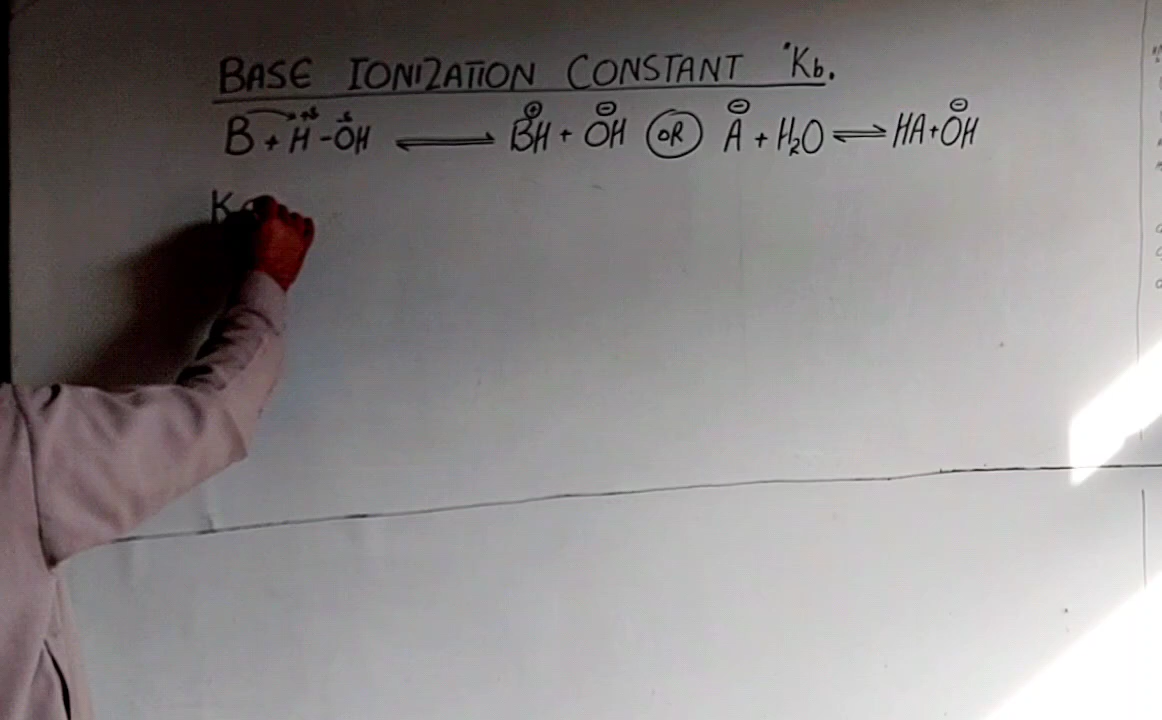 BASE IONIZATION CONSTANT 'Kb.
B + H^δ+ - OH^δ- ⇌ BH^⊕ + OH^⊖ OR A^⊖ + H₂O ⇌ HA + OH^⊖
K